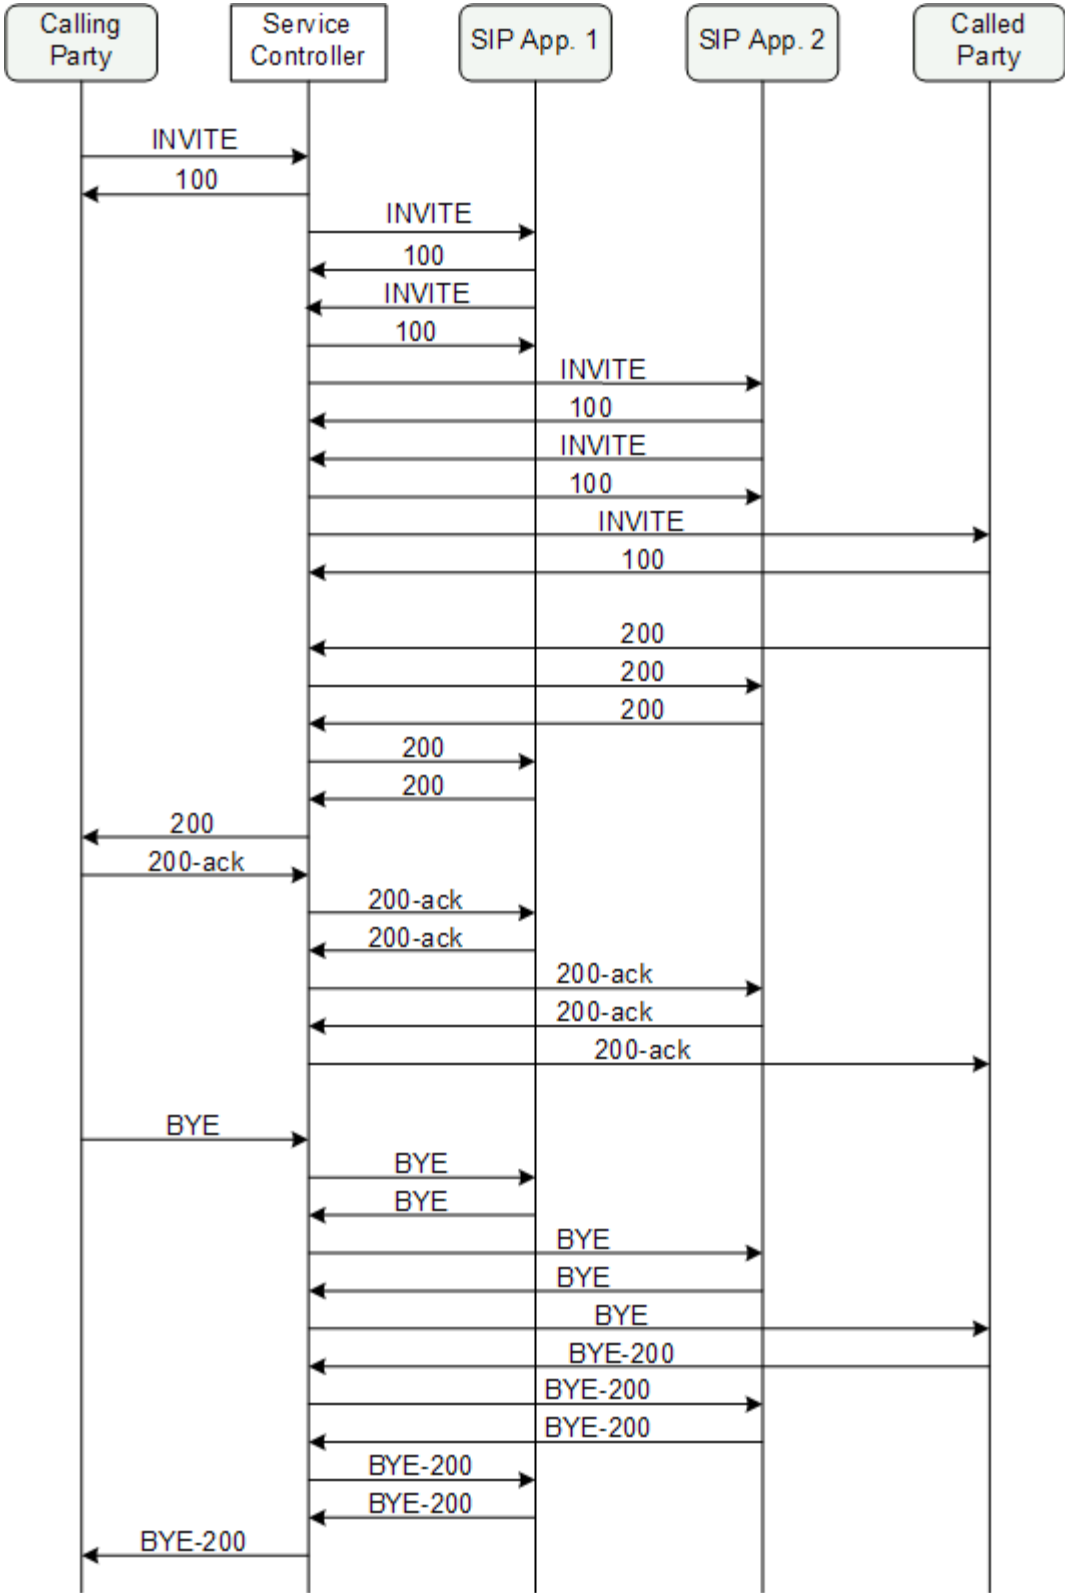 Calling
Party
Service
Controller
SIP App. 1
SIP App. 2
Called
Party
INVITE
100
INVITE
100
INVITE
100
INVITE
100
INVITE
100
INVITE
100
200
200
200
200
200
200
200-ack
200-ack
200-ack
200-ack
200-ack
200-ack
BYE
BYE
BYE
BYE
BYE
BYE
BYE-200
BYE-200
BYE-200
BYE-200
BYE-200
BYE-200